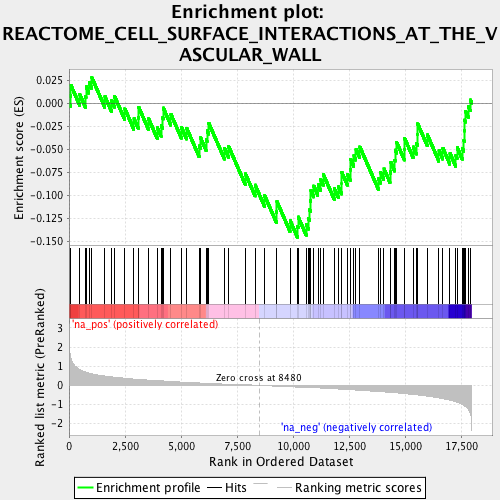 Enrichment plot:
REACTOME_CELL_SURFACE_INTERACTIONS_AT_THE_V
ASCULAR_WALL
Enrichment score (ES)
0.025
0.000
-0.025
-0.050
-0.075
-0.100
-0.125
-0.150
'na_pos' (positively correlated)
Ranked list metric (PreRanked)
3
2
1
0
-1
-2
Zero cross at 8480
'na_neg' (negatively correlated)
0 2,500 5,000 7,500 10,000 12,500 15,000 17,500
Rank in Ordered Dataset
Enrichment profile Hits Ranking metric scores